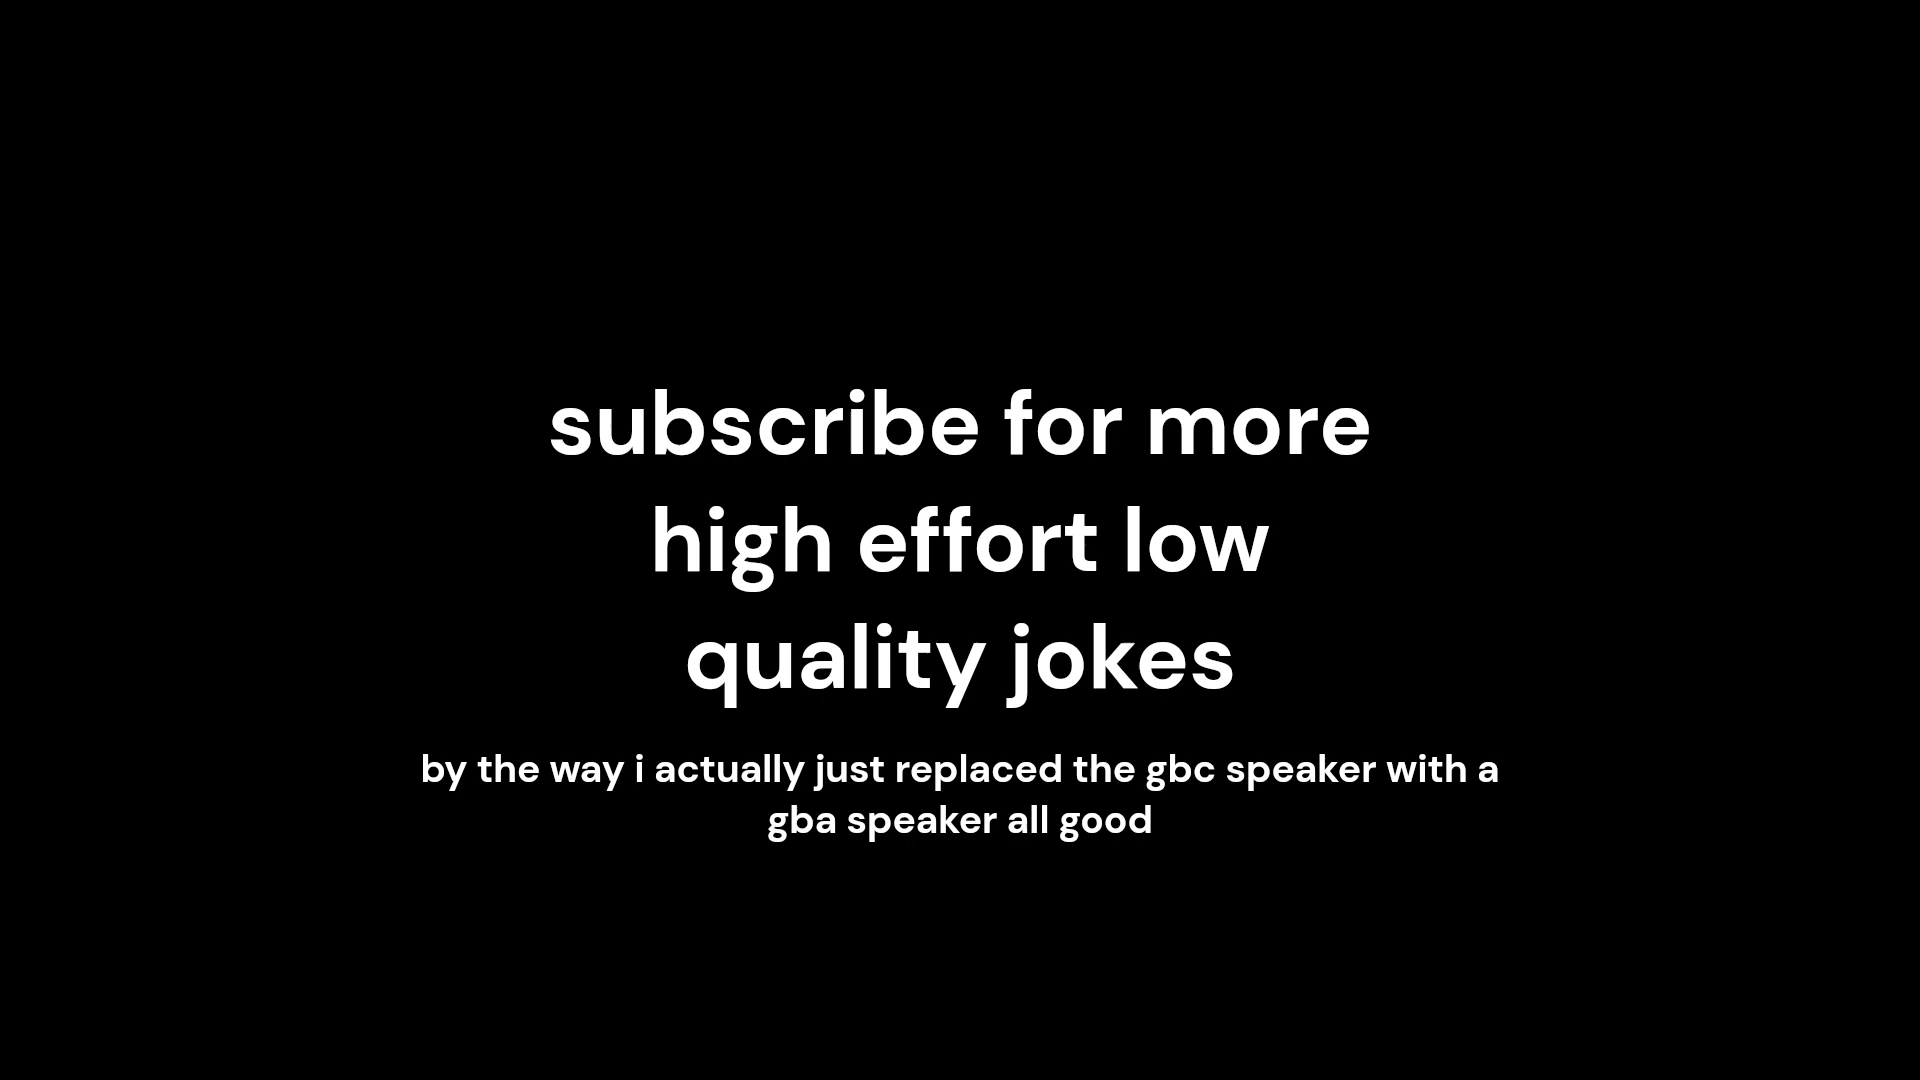 subscribe for more
high effort low
quality jokes
by the way i actually just replaced the gbc speaker with a
gba speaker all good